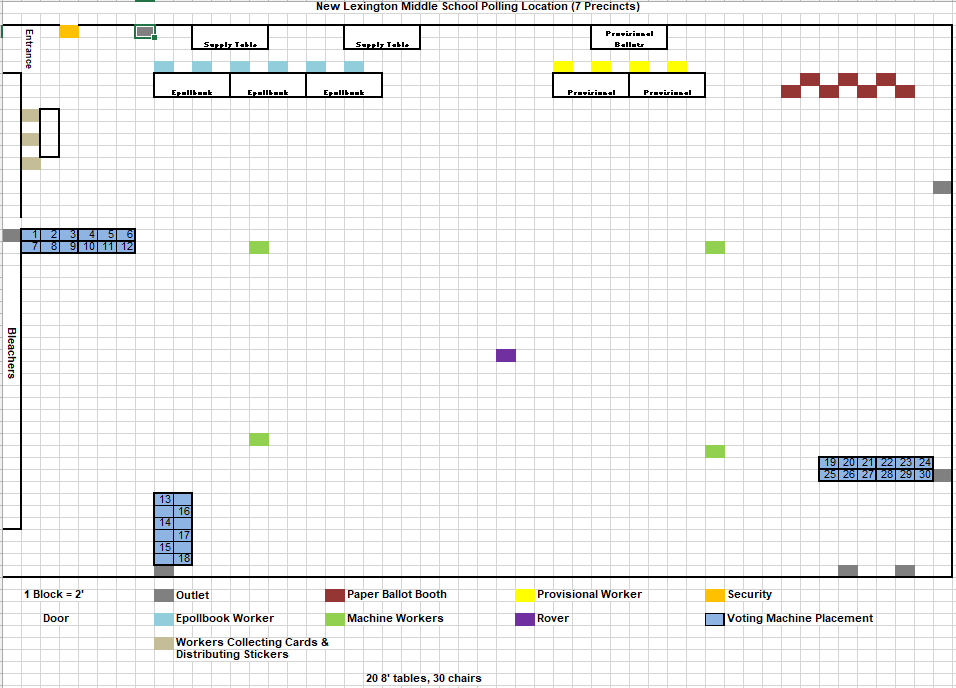 New Lexington Middle School Polling Location (7 Precincts)
Entrance
Supply Table
Supply Table
Provisional
Ballots
Epollbook
Epollbook
Epollbook
Provisional
Provisional
1 2 3 4 5 6
7 8 9 10 11 12
Bleachers
19 20 21 22 23 24
25 26 27 28 29 30
13
16
14
17
15
18
1 Block = 2'
Outlet
Paper Ballot Booth
Provisional Worker
Security
Door
Epollbook Worker
Machine Workers
Rover
Voting Machine Placement
Workers Collecting Cards &
Distributing Stickers
20 8' tables, 30 chairs